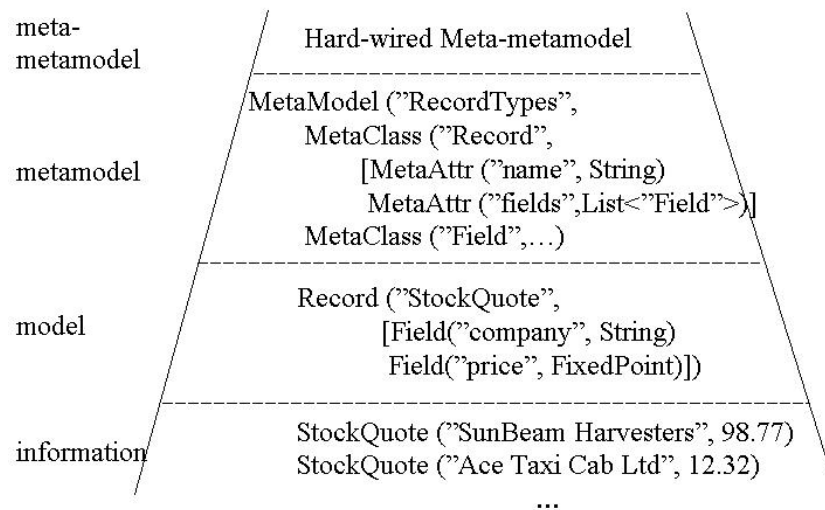 meta-
metamodel
Hard-wired Meta-metamodel
metamodel
MetaModel (”RecordTypes”,
MetaClass (”Record”,
[MetaAttr (”name”, String)
MetaAttr (”fields”,List<”Field”>)]
MetaClass (”Field”,…)
model
Record (”StockQuote”,
[Field(”company”, String)
Field(”price”, FixedPoint)])
information
StockQuote (”SunBeam Harvesters”, 98.77)
StockQuote (”Ace Taxi Cab Ltd”, 12.32)
...